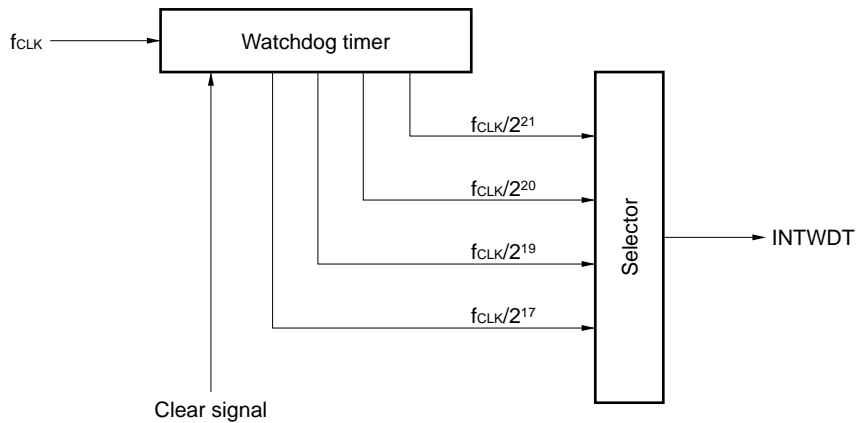 fCLK
Watchdog timer
fCLK/2²¹
fCLK/2²⁰
fCLK/2¹⁹
fCLK/2¹⁷
Selector
INTWDT
Clear signal